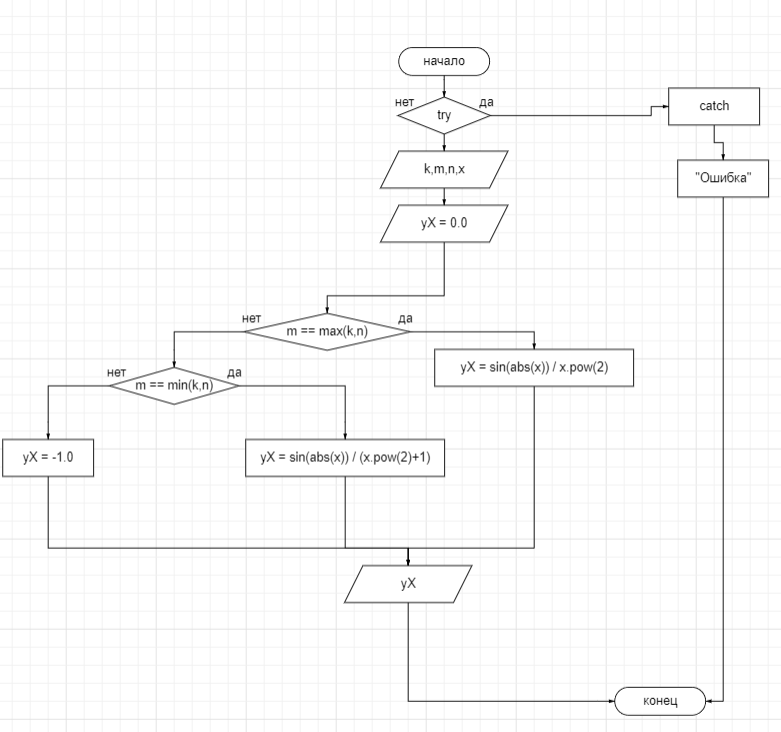 начало
нет
да
try
catch
k,m,n,x
"Ошибка"
yX = 0.0
нет
да
m == max(k,n)
yX = sin(abs(x)) / x.pow(2)
нет
да
m == min(k,n)
yX = -1.0
yX = sin(abs(x)) / (x.pow(2)+1)
yX
конец